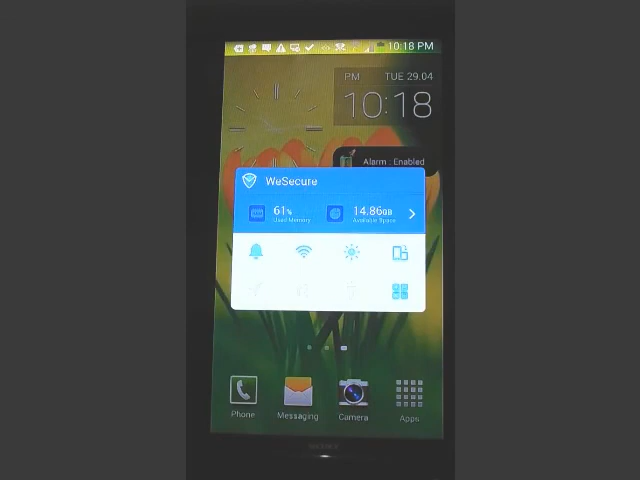 10:18 PM
PM TUE 29.04
10:18
Alarm : Enabled
WeSecure
61% 14.86GB
Used Memory Available Space
Phone Messaging Camera Apps